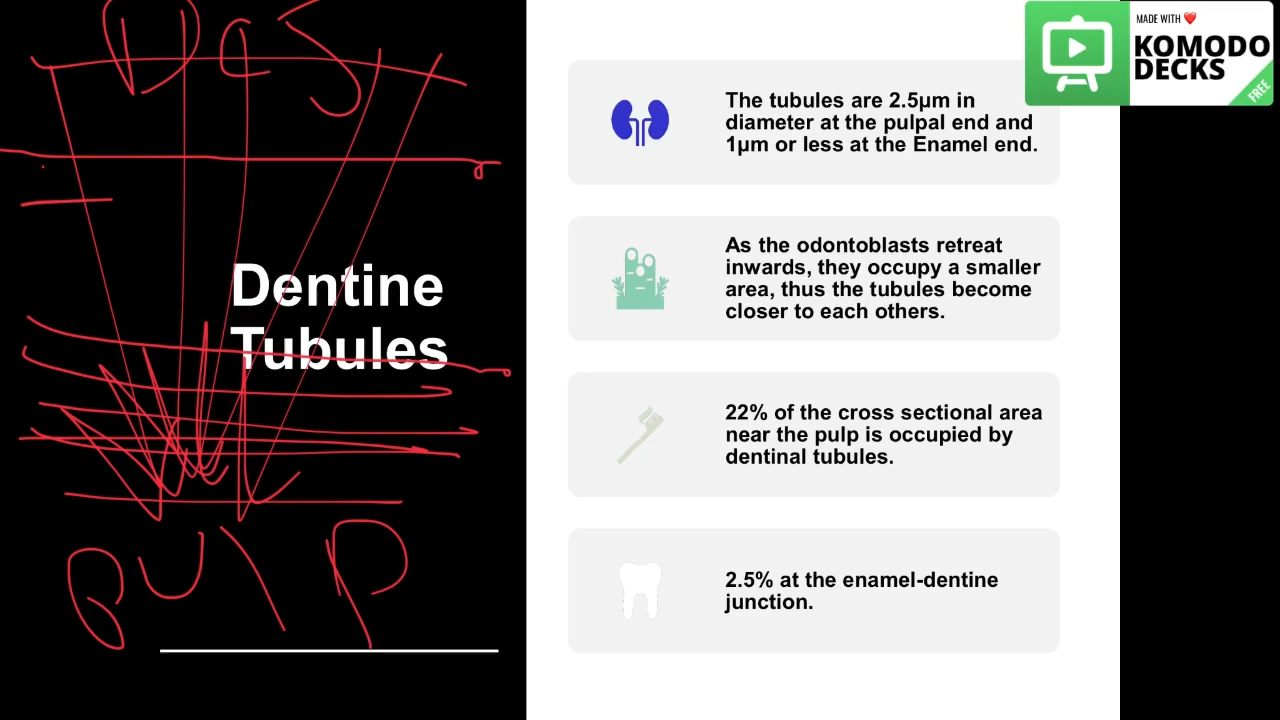 DeJ
Dentine
Tubules
Pulp
MADE WITH
KOMODO
DECKS
FREE
The tubules are 2.5µm in
diameter at the pulpal end and
1µm or less at the Enamel end.
As the odontoblasts retreat
inwards, they occupy a smaller
area, thus the tubules become
closer to each others.
22% of the cross sectional area
near the pulp is occupied by
dentinal tubules.
2.5% at the enamel-dentine
junction.